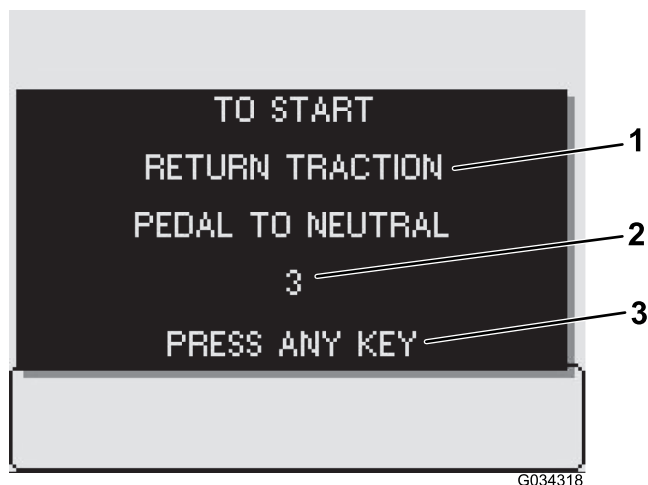 TO START
RETURN TRACTION
1
PEDAL TO NEUTRAL
2
3
PRESS ANY KEY
3
G034318